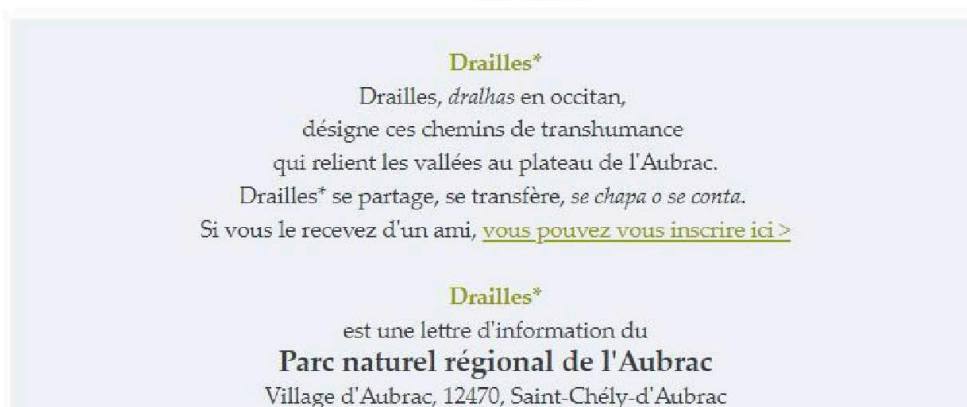 Drailles*
Drailles, dralhas en occitan,
désigne ces chemins de transhumance
qui relient les vallées au plateau de l'Aubrac.
Drailles* se partage, se transfère, se chapa o se conta.
Si vous le recevez d'un ami, vous pouvez vous inscrire ici >
Drailles*
est une lettre d'information du
Parc naturel régional de l'Aubrac
Village d'Aubrac, 12470, Saint-Chély-d'Aubrac